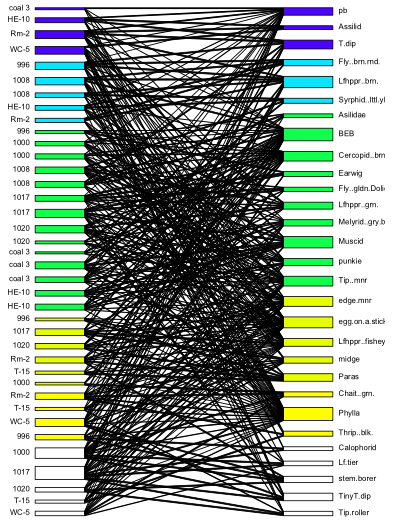 coal 3
HE-10
Rm-2
WC-5
996
1008
1008
HE-10
Rm-2
996
1000
1000
1008
1008
1017
1017
1020
1020
coal 3
coal 3
coal 3
HE-10
HE-10
996
1017
1020
Rm-2
T-15
1000
Rm-2
T-15
WC-5
996
1000
1017
1020
T-15
WC-5
pb
Assilid
T.dip
Fly..brn.rnd.
Lfhppr..brn.
Syrphid..lttl.yl
Asilidae
BEB
Cercopid..brn
Earwig
Fly..gldn.Doli
Lfhppr..grn.
Melyrid..gry.b
Muscid
punkie
Tip..mnr
edge.mnr
egg.on.a.stick
Lfhppr..fishey
midge
Paras
Chait..grn.
Phylla
Thrip..blk.
Calophorid
Lf.tier
stem.borer
TinyT.dip
Tip.roller